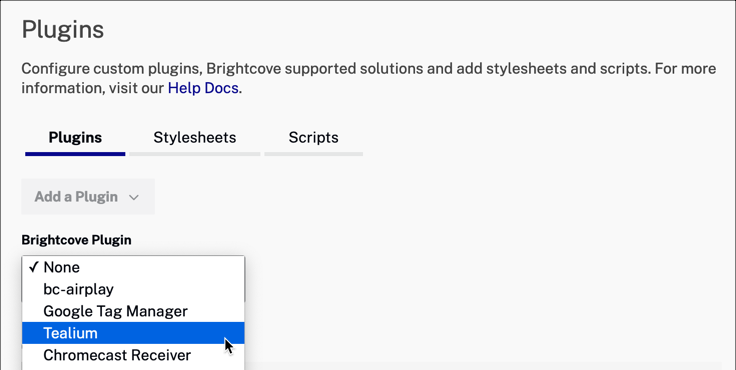 Plugins
Configure custom plugins, Brightcove supported solutions and add stylesheets and scripts. For more
information, visit our Help Docs.
Plugins Stylesheets Scripts
Add a Plugin
Brightcove Plugin
✓ None
bc-airplay
Google Tag Manager
Tealium
Chromecast Receiver